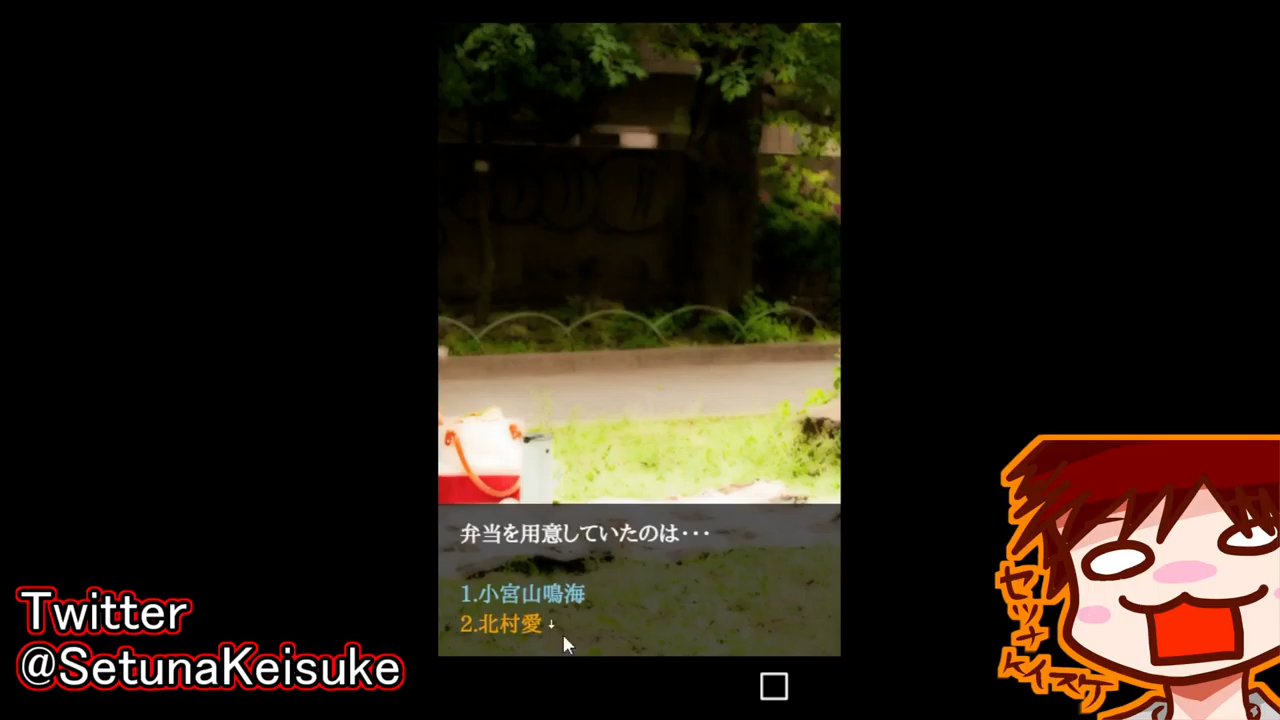 弁当を用意していたのは・・・
1.小宮山鳴海
2.北村愛↓
Twitter
@SetunaKeisuke
セツナ
ケイスケ